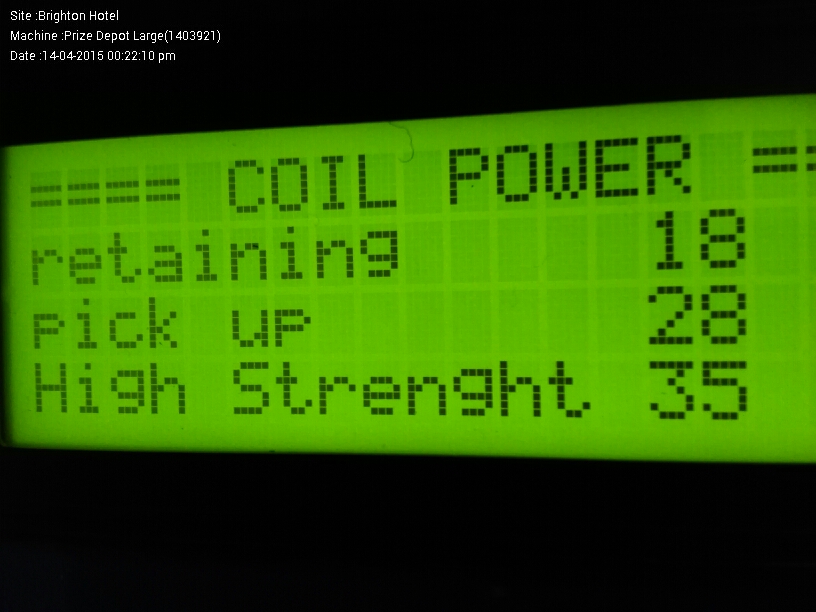 Site :Brighton Hotel
Machine :Prize Depot Large(1403921)
Date :14-04-2015 00:22:10 pm
==== COIL POWER ==
retaining 18
pick up 28
High Strenght 35